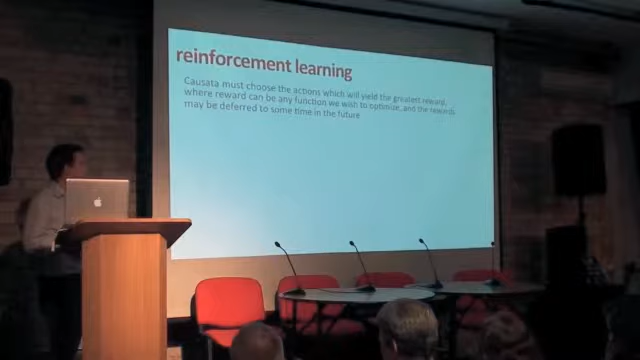 reinforcement learning
Causata must choose the actions which will yield the greatest reward,
where reward can be any function we wish to optimize, and the rewards
may be deferred to some time in the future